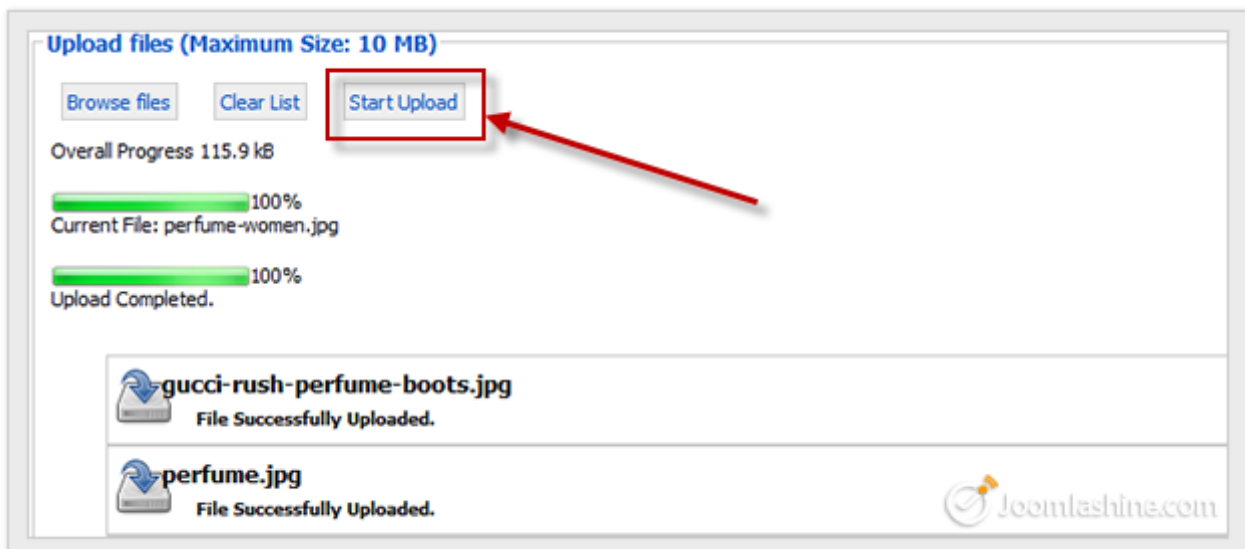 Upload files (Maximum Size: 10 MB)
Browse files Clear List Start Upload
Overall Progress 115.9 kB
100%
Current File: perfume-women.jpg
100%
Upload Completed.
gucci-rush-perfume-boots.jpg
File Successfully Uploaded.
perfume.jpg
File Successfully Uploaded.
Joomlashine.com